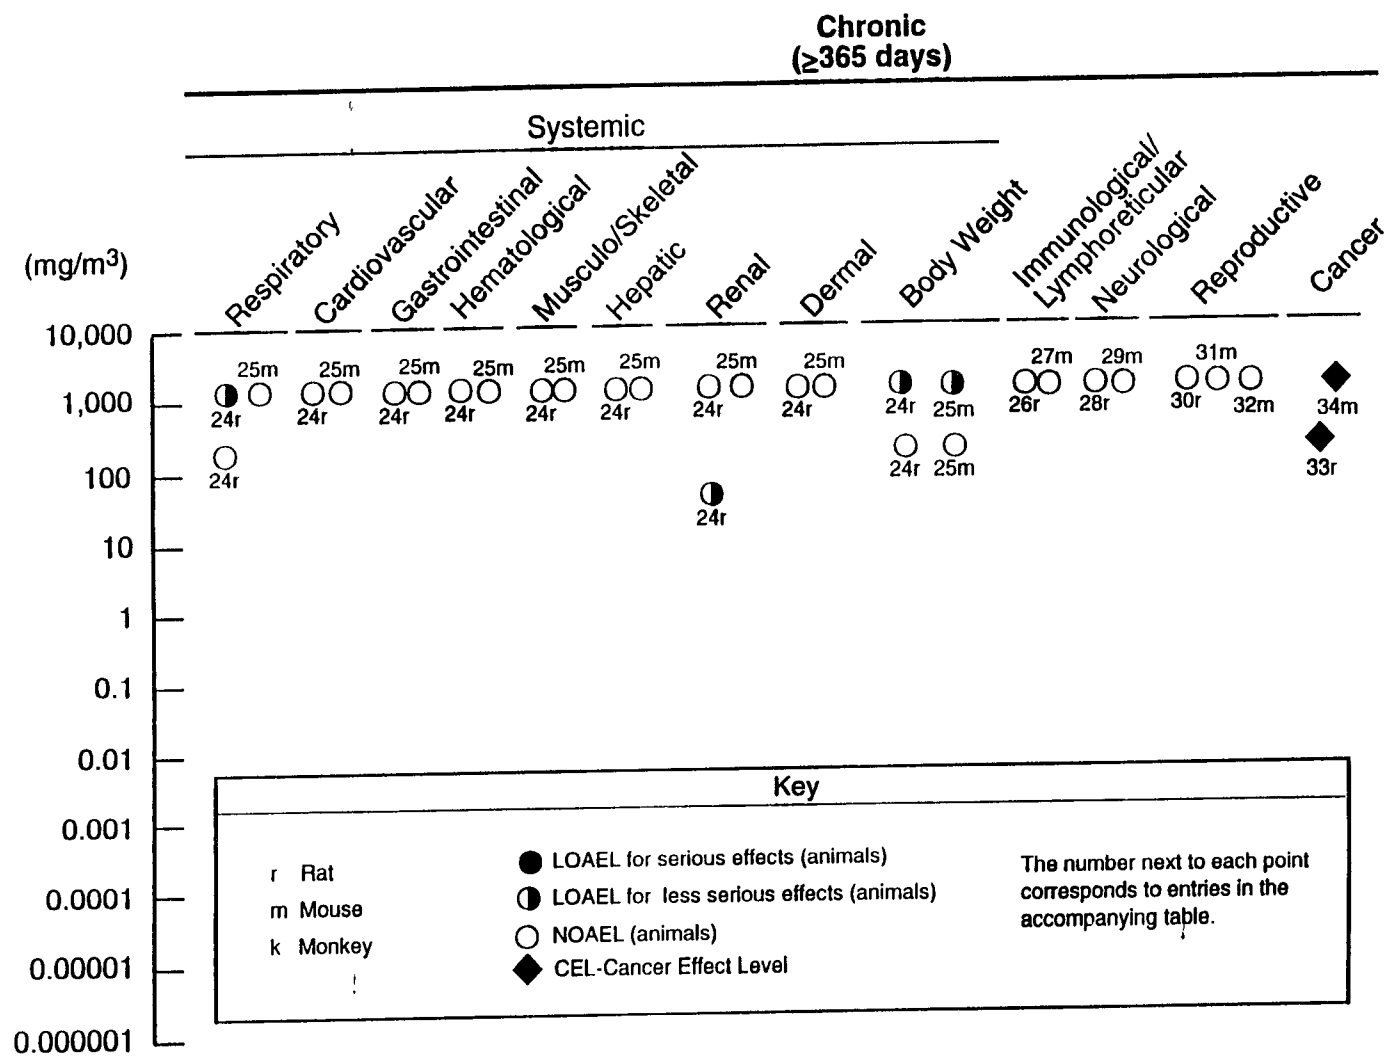 Chronic
(≥365 days)
Systemic
(mg/m³)
Respiratory
Cardiovascular
Gastrointestinal
Hematological
Musculo/Skeletal
Hepatic
Renal
Dermal
Body Weight
Immunological/
Lymphoreticular
Neurological
Reproductive
Cancer
10,000
25m 25m 25m 25m 25m 25m 25m 25m 27m 29m 31m
1,000
24r 24r 24r 24r 24r 24r 24r 24r 24r 25m 26r 28r 30r 32m 34m
24r 24r 25m 33r
100
24r
10
1
0.1
0.01
0.001
0.0001
0.00001
0.000001
Key
r Rat
m Mouse
k Monkey
LOAEL for serious effects (animals)
LOAEL for less serious effects (animals)
NOAEL (animals)
CEL-Cancer Effect Level
The number next to each point
corresponds to entries in the
accompanying table.